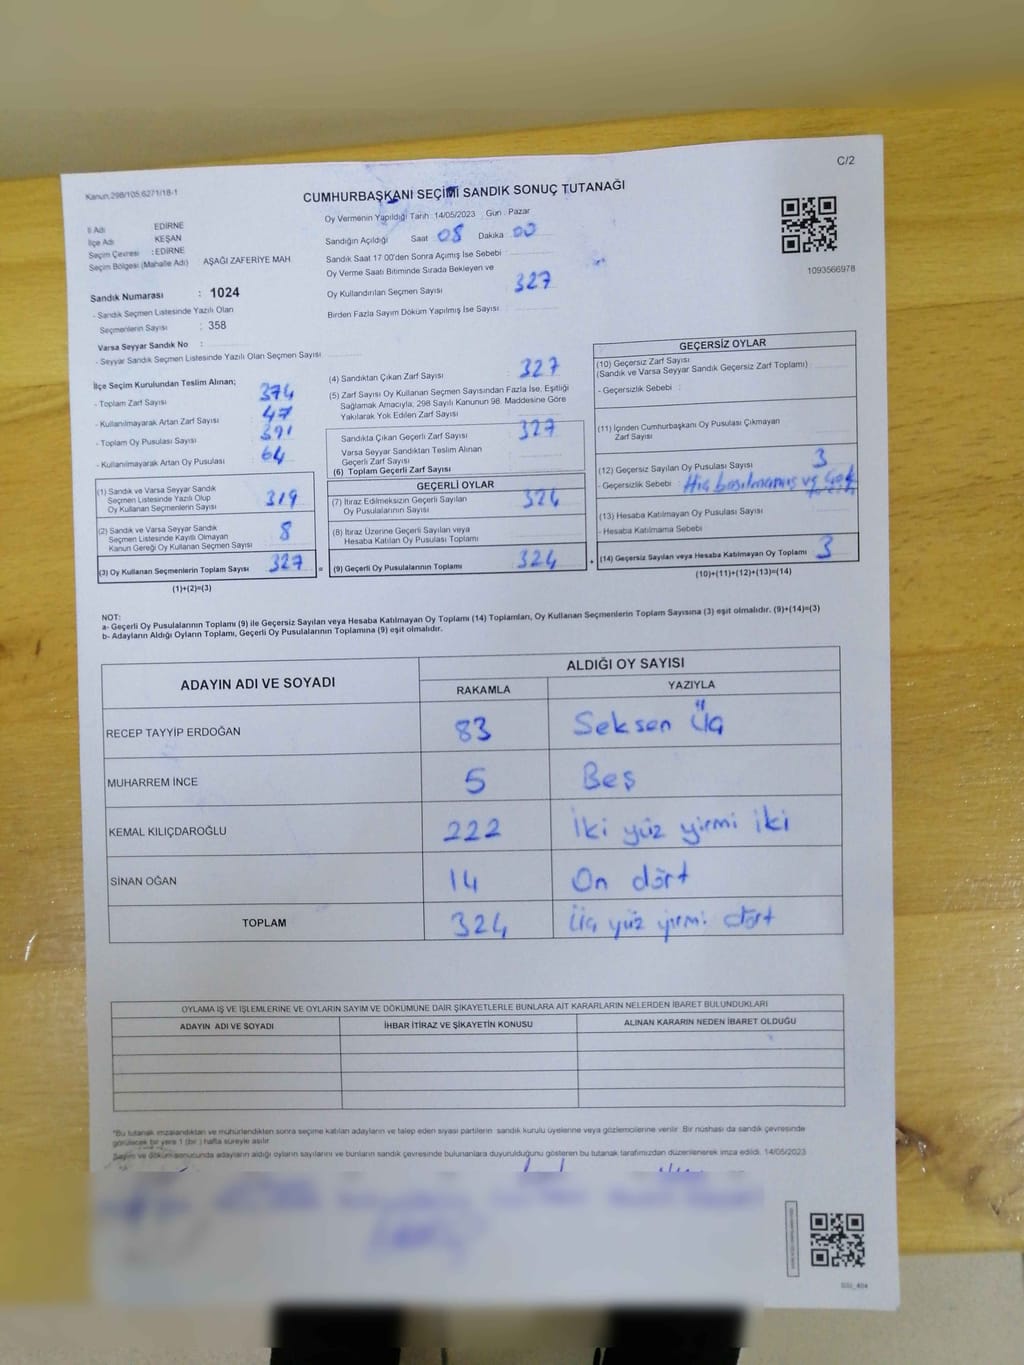 C/2
Kanun.298/105,6271/18-1
CUMHURBAŞKANI SEÇİMİ SANDIK SONUÇ TUTANAĞI
İl Adı EDİRNE
İlçe Adı KEŞAN
Seçim Çevresi : EDİRNE
Seçim Bölgesi (Mahalle Adı) AŞAĞI ZAFERİYE MAH
Sandık Numarası : 1024
- Sandık Seçmen Listesinde Yazılı Olan
Seçmenlerin Sayısı : 358
Varsa Seyyar Sandık No :
- Seyyar Sandık Seçmen Listesinde Yazılı Olan Seçmen Sayısı
Oy Vermenin Yapıldığı Tarih : 14/05/2023 Gün : Pazar
Sandığın Açıldığı Saat 08 Dakika 00
Sandık Saat 17.00'den Sonra Açımış İse Sebebi
Oy Verme Saati Bitiminde Sırada Bekleyen ve
Oy Kullandırılan Seçmen Sayısı 327
Birden Fazla Sayım Döküm Yapılmış İse Sayısı
1093566978
İlçe Seçim Kurulundan Teslim Alınan;
- Toplam Zarf Sayısı 374
- Kullanılmayarak Artan Zarf Sayısı 47
- Toplam Oy Pusulası Sayısı 391
- Kullanılmayarak Artan Oy Pusulası 64
(1) Sandık ve Varsa Seyyar Sandık
Seçmen Listesinde Yazılı Olup
Oy Kullanan Seçmenlerin Sayısı 319
(2) Sandık ve Varsa Seyyar Sandık
Seçmen Listesinde Kayıtlı Olmayan
Kanun Gereği Oy Kullanan Seçmen Sayısı 8
(3) Oy Kullanan Seçmenlerin Toplam Sayısı 327 =
(1)+(2)=(3)
(4) Sandıktan Çıkan Zarf Sayısı : 327
(5) Zarf Sayısı Oy Kullanan Seçmen Sayısından Fazla İse, Eşitliği
Sağlamak Amacıyla, 298 Sayılı Kanunun 98. Maddesine Göre
Yakılarak Yok Edilen Zarf Sayısı :
Sandıkta Çıkan Geçerli Zarf Sayısı 327
Varsa Seyyar Sandıktan Teslim Alınan
Geçerli Zarf Sayısı
(6) Toplam Geçerli Zarf Sayısı
GEÇERLİ OYLAR
(7) İtiraz Edilmeksizin Geçerli Sayılan
Oy Pusulalarının Sayısı 324
(8) İtiraz Üzerine Geçerli Sayılan veya
Hesaba Katılan Oy Pusulası Toplamı
(9) Geçerli Oy Pusulalarının Toplamı 324 +
GEÇERSİZ OYLAR
(10) Geçersiz Zarf Sayısı
(Sandık ve Varsa Seyyar Sandık Geçersiz Zarf Toplamı)
- Geçersizlik Sebebi :
(11) İçinden Cumhurbaşkanı Oy Pusulası Çıkmayan
Zarf Sayısı
(12) Geçersiz Sayılan Oy Pusulası Sayısı 3
- Geçersizlik Sebebi : Hiç basılmamış
(13) Hesaba Katılmayan Oy Pusulası Sayısı
- Hesaba Katılmama Sebebi
(14) Geçersiz Sayılan veya Hesaba Katılmayan Oy Toplamı 3
(10)+(11)+(12)+(13)=(14)
NOT:
a- Geçerli Oy Pusulalarının Toplamı (9) ile Geçersiz Sayılan veya Hesaba Katılmayan Oy Toplamı (14) Toplamları, Oy Kullanan Seçmenlerin Toplam Sayısına (3) eşit olmalıdır. (9)+(14)=(3)
b- Adayların Aldığı Oyların Toplamı, Geçerli Oy Pusulalarının Toplamına (9) eşit olmalıdır.
ADAYIN ADI VE SOYADI ALDIĞI OY SAYISI
RAKAMLA YAZIYLA
RECEP TAYYİP ERDOĞAN 83 Seksen Üç
MUHARREM İNCE 5 Beş
KEMAL KILIÇDAROĞLU 222 İki yüz yirmi iki
SİNAN OĞAN 14 On dört
TOPLAM 324 Üç yüz yirmi dört
OYLAMA İŞ VE İŞLEMLERİNE VE OYLARIN SAYIM VE DÖKÜMÜNE DAİR ŞİKAYETLERLE BUNLARA AİT KARARLARIN NELERDEN İBARET BULUNDUKLARI
ADAYIN ADI VE SOYADI İHBAR İTİRAZ VE ŞİKAYETİN KONUSU ALINAN KARARIN NEDEN İBARET OLDUĞU
*Bu tutanak imzalandıktan ve mühürlendikten sonra seçime katılan adayların ve talep eden siyasi partilerin sandık kurulu üyelerine veya gözlemcilerine verilir. Bir nüshası da sandık çevresinde
görülecek bir yere 1 (bir ) hafta süreyle asılır
Sayım ve döküm sonucunda adayların aldığı oyların sayılarını ve bunların sandık çevresinde bulunanlara duyurulduğunu gösteren bu tutanak tarafımızdan düzenlenerek imza edildi. 14/05/2023